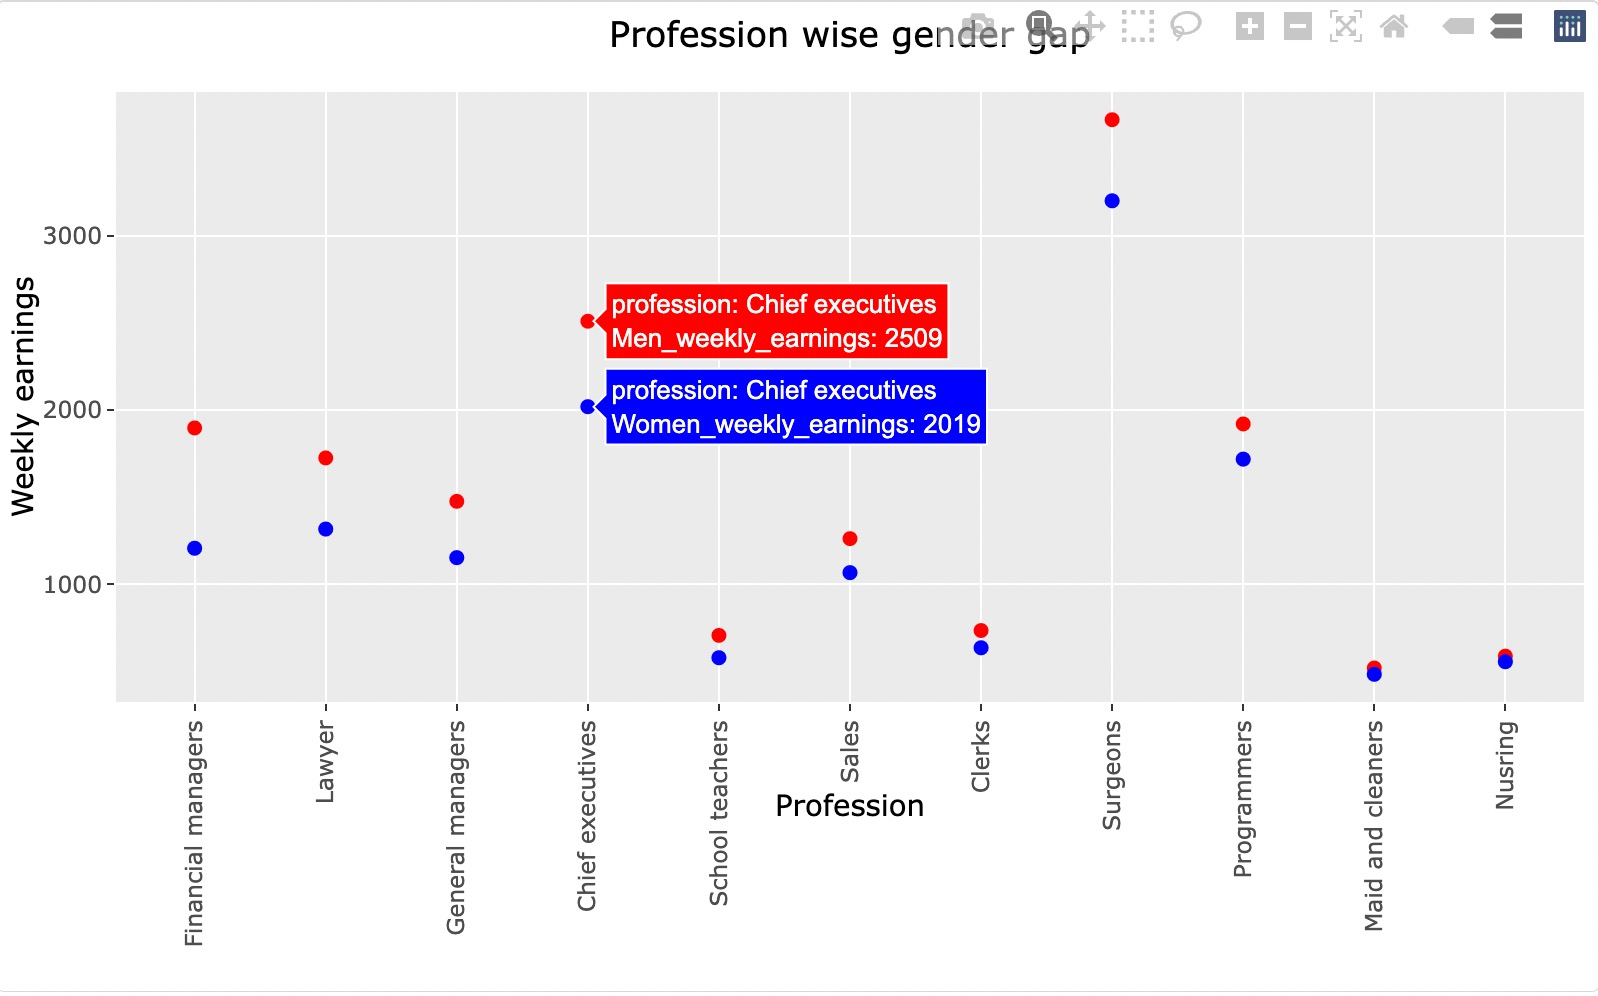 Profession wise gender gap
Weekly earnings
3000
2000
1000
profession: Chief executives
Men_weekly_earnings: 2509
profession: Chief executives
Women_weekly_earnings: 2019
Financial managers
Lawyer
General managers
Chief executives
School teachers
Sales
Clerks
Surgeons
Programmers
Maid and cleaners
Nusring
Profession